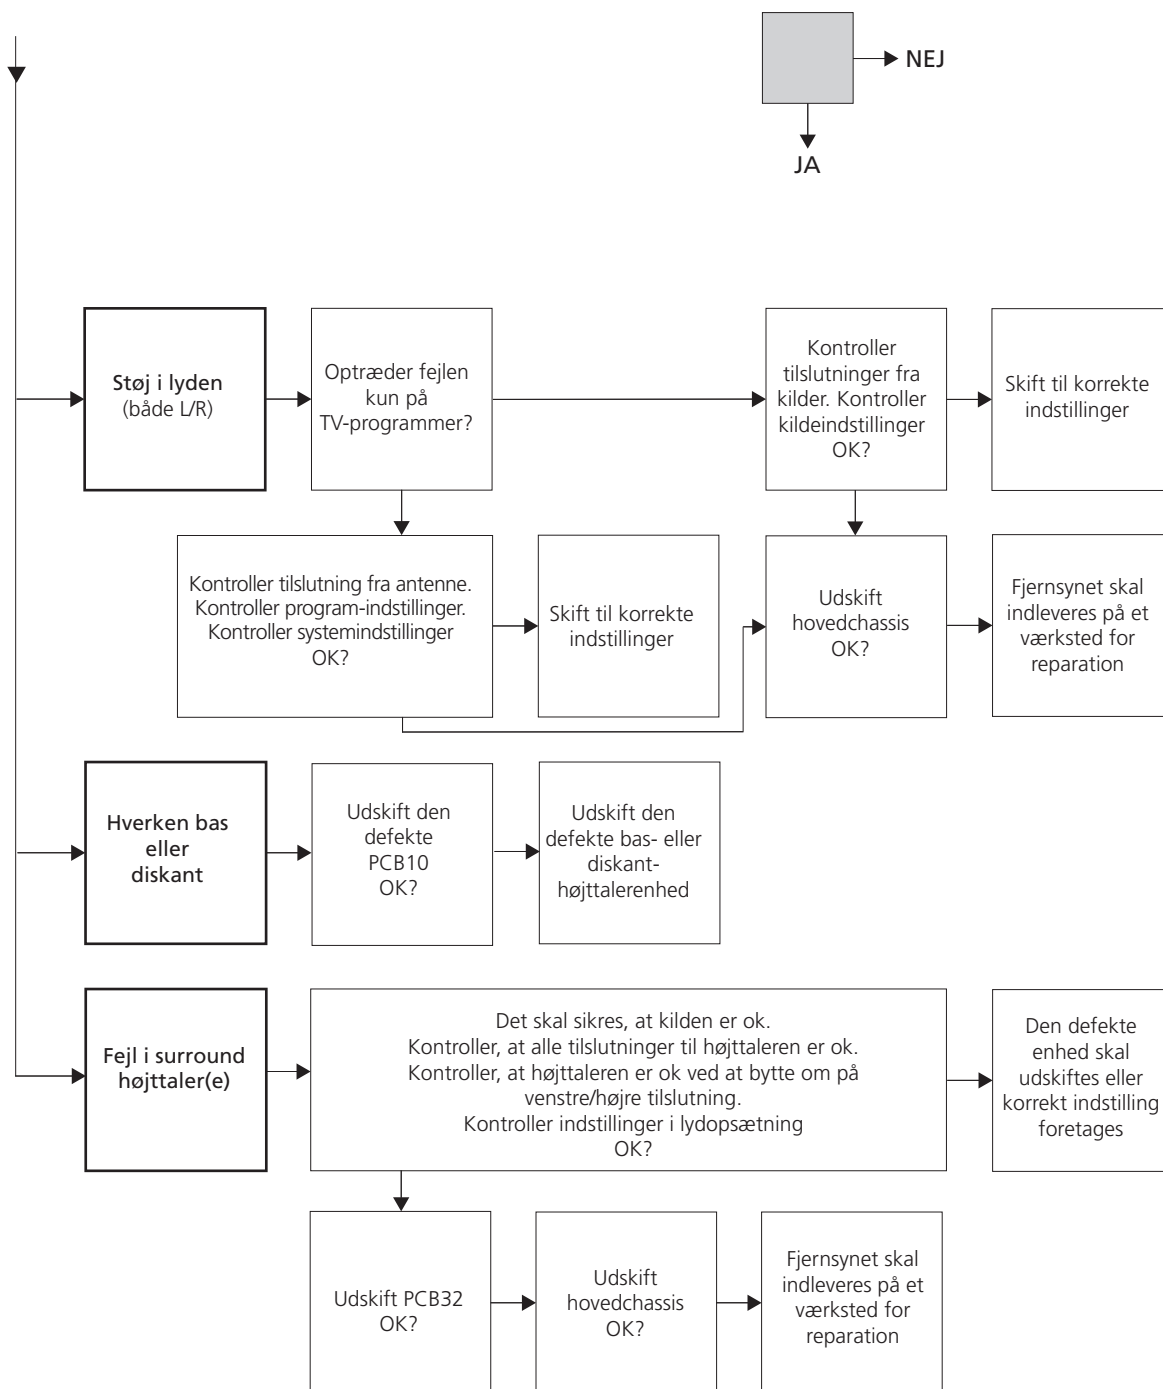 NEJ
JA
Støj i lyden
(både L/R)
Optræder fejlen
kun på
TV-programmer?
Kontroller
tilslutninger fra
kilder. Kontroller
kildeindstillinger
OK?
Skift til korrekte
indstillinger
Kontroller tilslutning fra antenne.
Kontroller program-indstillinger.
Kontroller systemindstillinger
OK?
Skift til korrekte
indstillinger
Udskift
hovedchassis
OK?
Fjernsynet skal
indleveres på et
værksted for
reparation
Hverken bas
eller
diskant
Udskift den
defekte
PCB10
OK?
Udskift den
defekte bas- eller
diskant-
højttalerenhed
Fejl i surround
højttaler(e)
Det skal sikres, at kilden er ok.
Kontroller, at alle tilslutninger til højttaleren er ok.
Kontroller, at højttaleren er ok ved at bytte om på
venstre/højre tilslutning.
Kontroller indstillinger i lydopsætning
OK?
Den defekte
enhed skal
udskiftes eller
korrekt indstilling
foretages
Udskift PCB32
OK?
Udskift
hovedchassis
OK?
Fjernsynet skal
indleveres på et
værksted for
reparation